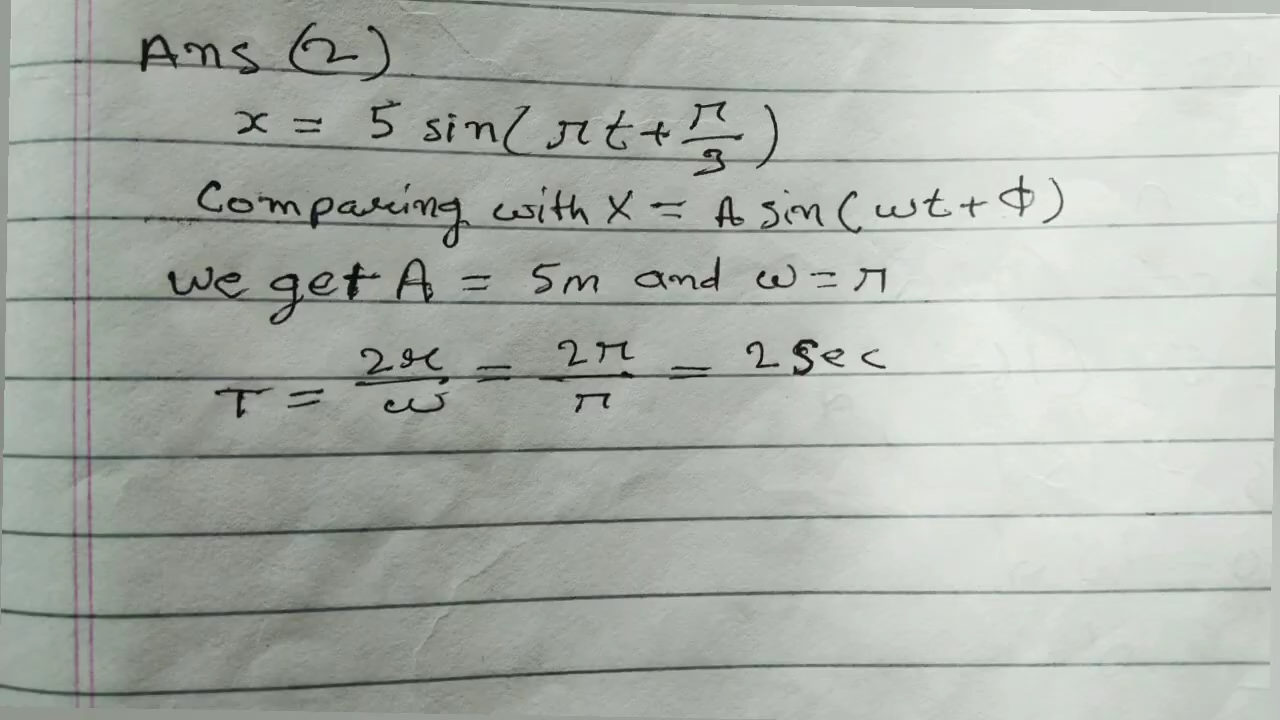 Ans (2)
x = 5 sin(πt + π/3)
Comparing with X = A sin(ωt + ϕ)
we get A = 5m and ω = π
T = 2π/ω = 2π/π = 2 sec